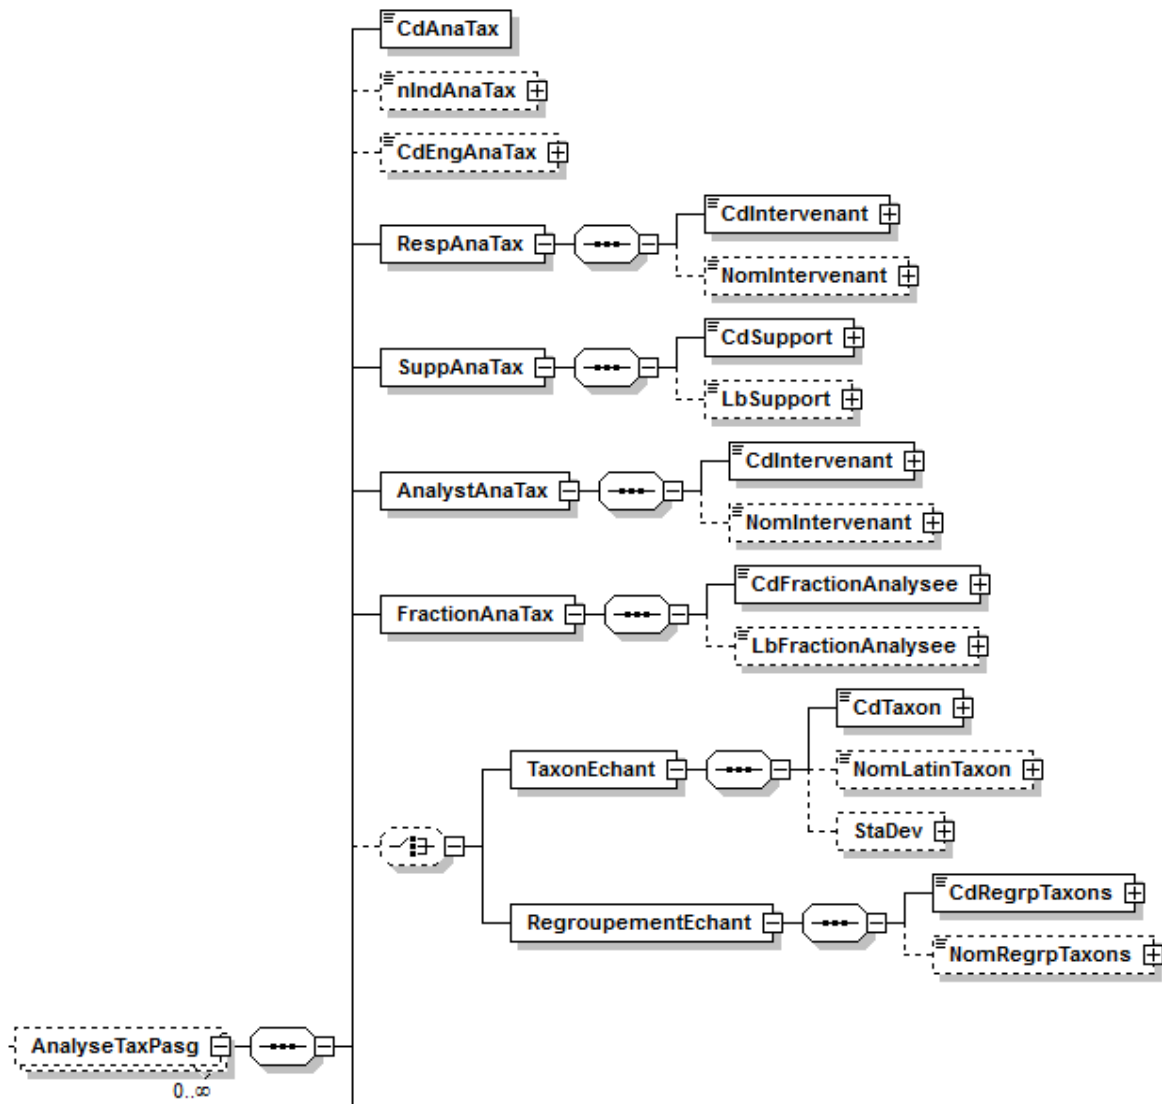 CdAnaTax
nIndAnaTax
CdEngAnaTax
CdIntervenant
RespAnaTax
NomIntervenant
CdSupport
SuppAnaTax
LbSupport
CdIntervenant
AnalystAnaTax
NomIntervenant
CdFractionAnalysee
FractionAnaTax
LbFractionAnalysee
CdTaxon
TaxonEchant
NomLatinTaxon
StaDev
CdRegrpTaxons
RegroupementEchant
NomRegrpTaxons
AnalyseTaxPasg
0..∞